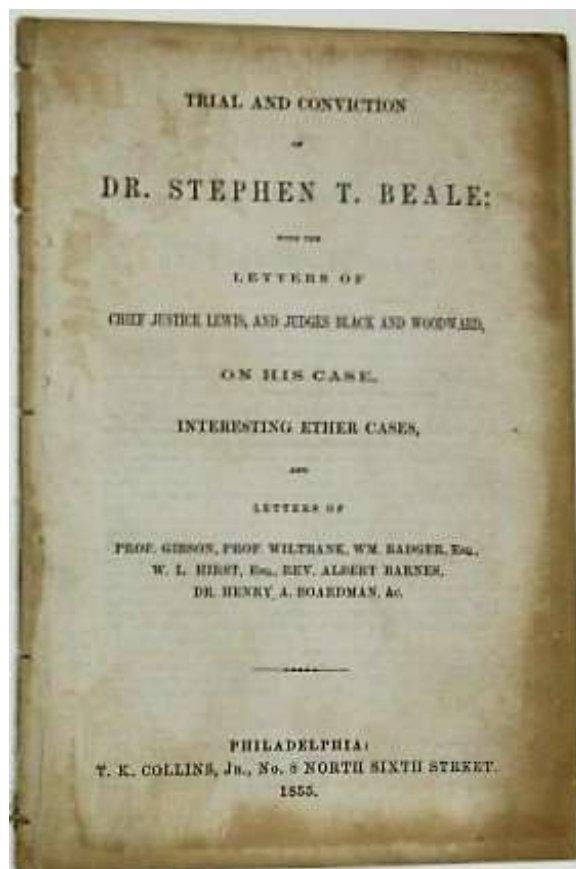 TRIAL AND CONVICTION
OF
DR. STEPHEN T. BEALE:
WITH THE
LETTERS OF
CHIEF JUSTICE LEWIS, AND JUDGES BLACK AND WOODWARD,
ON HIS CASE.
INTERESTING ETHER CASES,
AND
LETTERS OF
PROF. GIBSON, PROF. WILTBANK, WM. BADGER, Esq.,
W. L. HIRST, Esq., REV. ALBERT BARNES,
DR. HENRY A. BOARDMAN, &c.
PHILADELPHIA:
T. K. COLLINS, Jr., No. 8 NORTH SIXTH STREET.
1855.